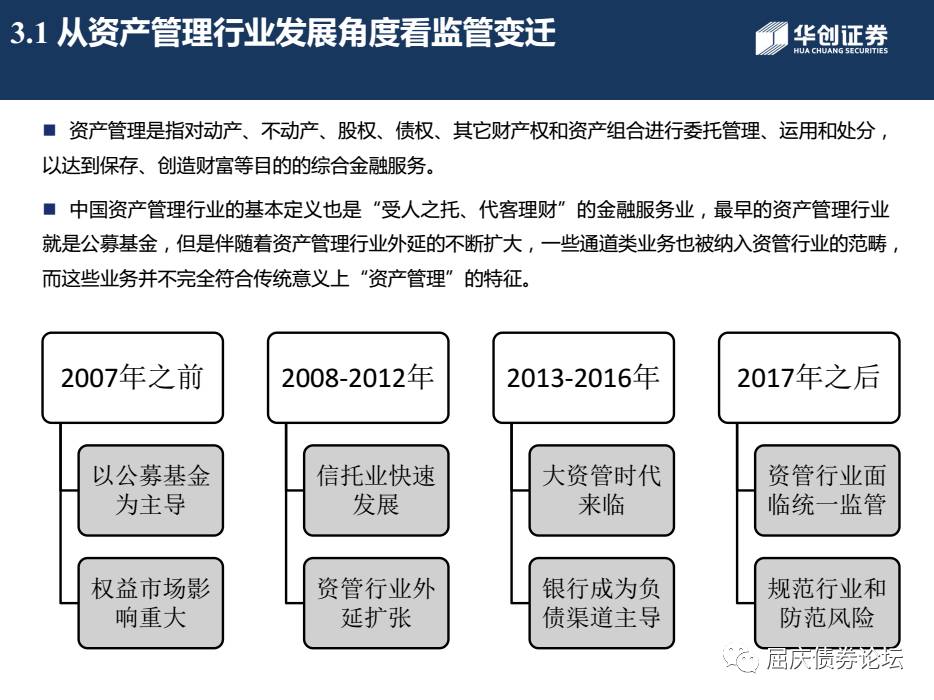 3.1 从资产管理行业发展角度看监管变迁
华创证券
HUA CHUANG SECURITIES
资产管理是指对动产、不动产、股权、债权、其它财产权和资产组合进行委托管理、运用和处分，
以达到保存、创造财富等目的的综合金融服务。
中国资产管理行业的基本定义也是“受人之托、代客理财”的金融服务业，最早的资产管理行业
就是公募基金，但是伴随着资产管理行业外延的不断扩大，一些通道类业务也被纳入资管行业的范畴，
而这些业务并不完全符合传统意义上“资产管理”的特征。
2007年之前
以公募基金
为主导
权益市场影
响重大
2008-2012年
信托业快速
发展
资管行业外
延扩张
2013-2016年
大资管时代
来临
银行成为负
债渠道主导
2017年之后
资管行业面
临统一监管
规范行业和
防范风险
屈庆债券论坛